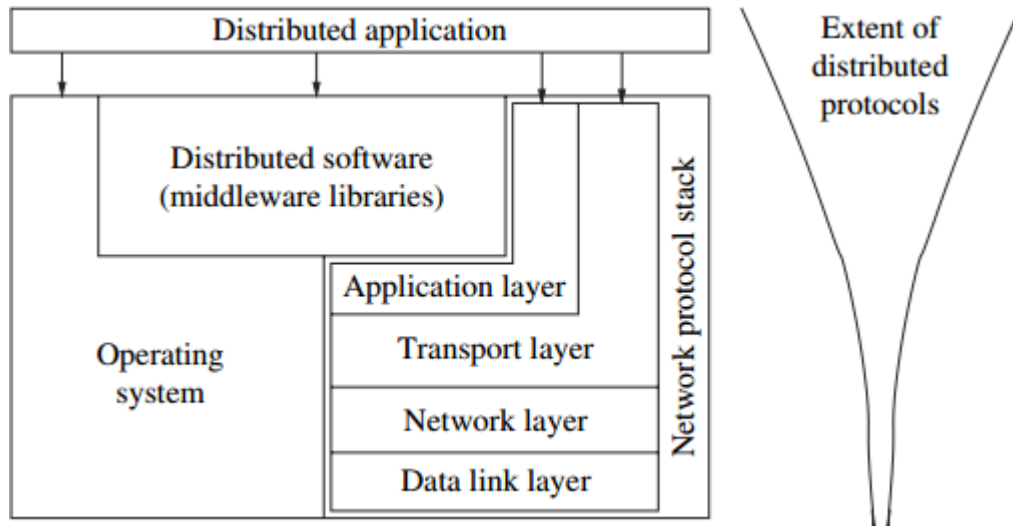 Distributed application
Extent of
distributed
protocols
Distributed software
(middleware libraries)
Network protocol stack
Application layer
Operating
system
Transport layer
Network layer
Data link layer